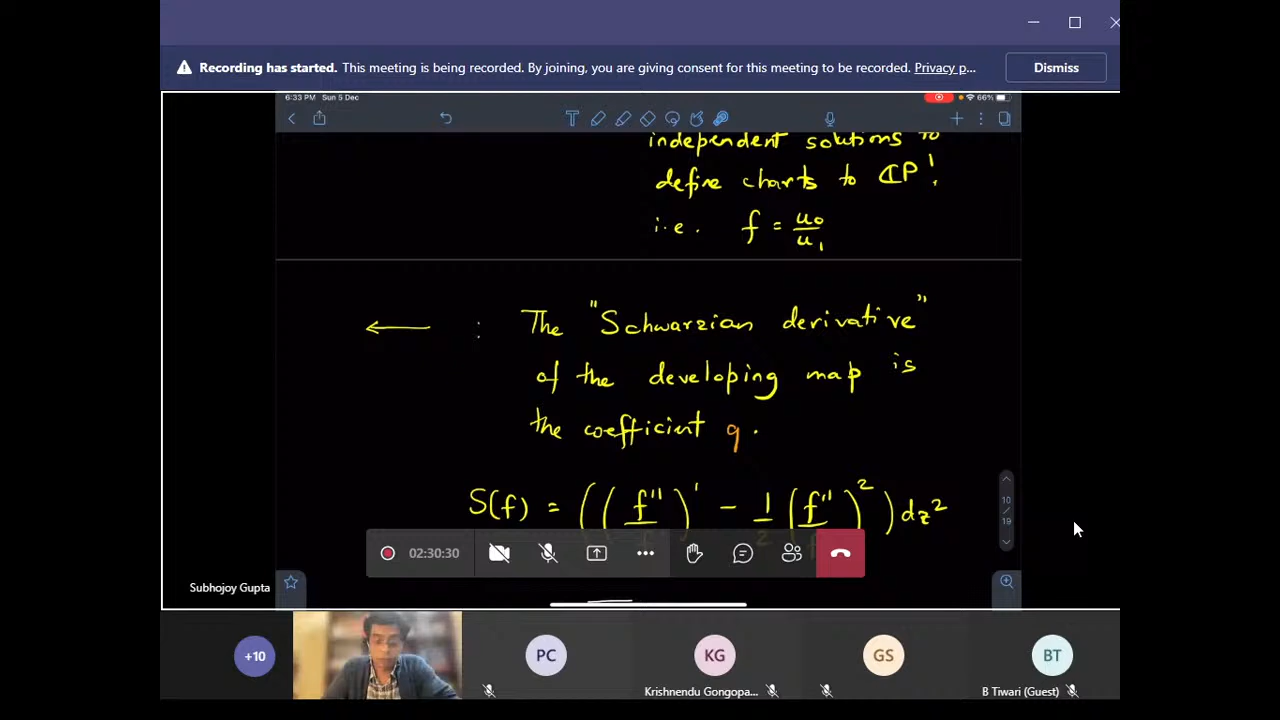 Recording has started. This meeting is being recorded. By joining, you are giving consent for this meeting to be recorded. Privacy p...
Dismiss
6:33 PM Sun 5 Dec
66%
independent solutions to
define charts to ℂP¹.
i.e. f = u₀/u₁
← : The "Schwarzian derivative"
of the developing map is
the coefficient q.
S(f) = ((f''/f')' - 1/2 (f''/f')²) dz²
10
/
19
02:30:30
Subhojoy Gupta
+10
PC
KG
GS
BT
Krishnendu Gongopa...
B Tiwari (Guest)